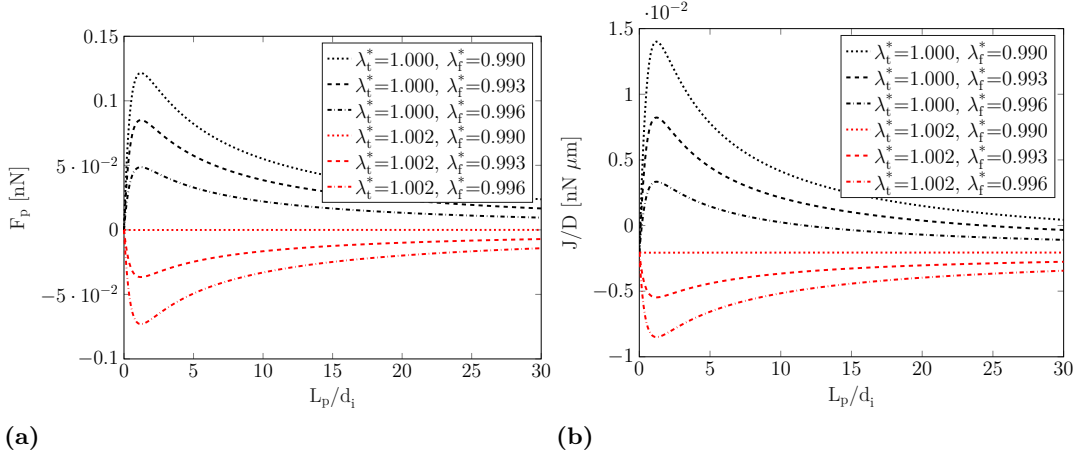 ·10⁻²
0.15
0.1
5·10⁻²
0
−5·10⁻²
−0.1
F_p [nN]
0 5 10 15 20 25 30
L_p/d_i
λ_t^*=1.000, λ_f^*=0.990
λ_t^*=1.000, λ_f^*=0.993
λ_t^*=1.000, λ_f^*=0.996
λ_t^*=1.002, λ_f^*=0.990
λ_t^*=1.002, λ_f^*=0.993
λ_t^*=1.002, λ_f^*=0.996
(a)
1.5
1
0.5
0
−0.5
−1
J/D [nN μm]
0 5 10 15 20 25 30
L_p/d_i
λ_t^*=1.000, λ_f^*=0.990
λ_t^*=1.000, λ_f^*=0.993
λ_t^*=1.000, λ_f^*=0.996
λ_t^*=1.002, λ_f^*=0.990
λ_t^*=1.002, λ_f^*=0.993
λ_t^*=1.002, λ_f^*=0.996
(b)